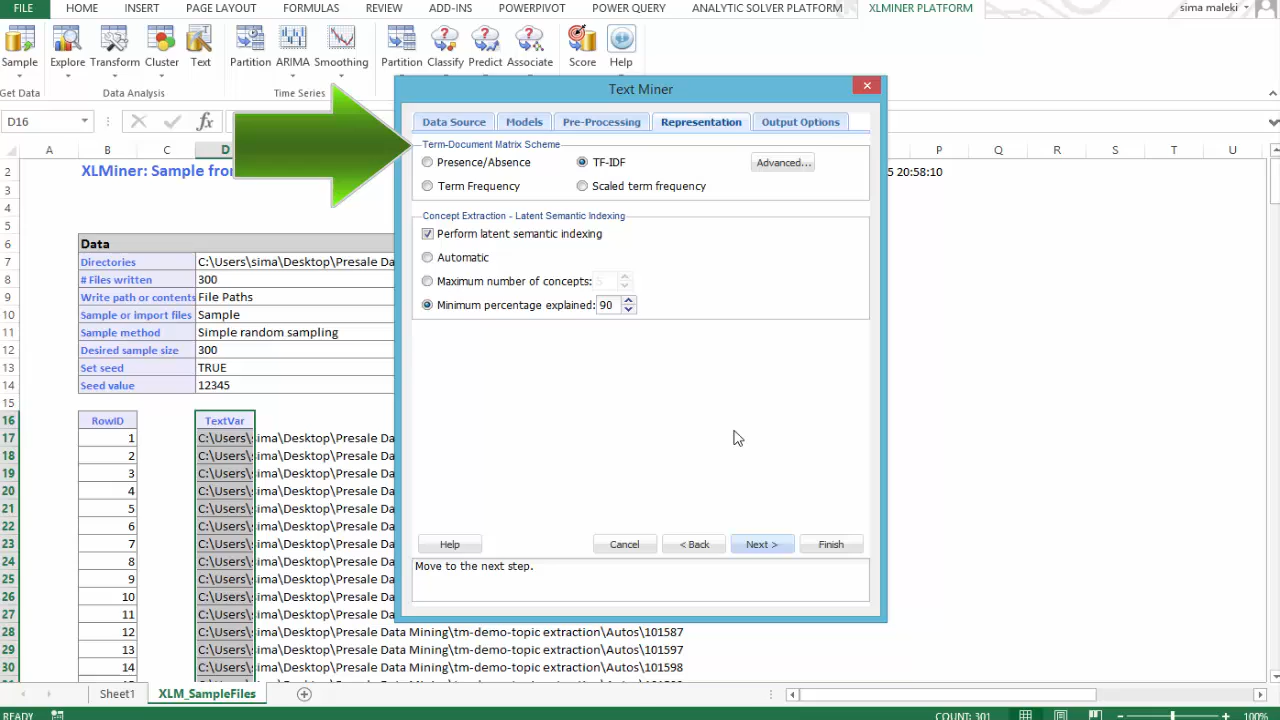 FILE HOME INSERT PAGE LAYOUT FORMULAS REVIEW ADD-INS POWERPIVOT POWER QUERY ANALYTIC SOLVER PLATFORM XLMINER PLATFORM sima maleki
Sample Explore Transform Cluster Text Partition ARIMA Smoothing Partition Classify Predict Associate Score Help
Get Data Data Analysis Time Series
Text Miner
D16 fx
Data Source Models Pre-Processing Representation Output Options
A B C D P Q R S T U
Term-Document Matrix Scheme
Presence/Absence TF-IDF Advanced...
Term Frequency Scaled term frequency
Concept Extraction - Latent Semantic Indexing
Perform latent semantic indexing
Automatic
Maximum number of concepts: 5
Minimum percentage explained: 90
Help Cancel < Back Next > Finish
Move to the next step.
2 XLMiner: Sample 5 20:58:10
3
4
5
6 Data
7 Directories C:\Users\sima\Desktop\Presale Da
8 # Files written 300
9 Write path or contents File Paths
10 Sample or import files Sample
11 Sample method Simple random sampling
12 Desired sample size 300
13 Set seed TRUE
14 Seed value 12345
15
16 RowID TextVar
17 1 C:\Users\sima\Desktop\Presale Da
18 2 C:\Users\sima\Desktop\Presale Da
19 3 C:\Users\sima\Desktop\Presale Da
20 4 C:\Users\sima\Desktop\Presale Da
21 5 C:\Users\sima\Desktop\Presale Da
22 6 C:\Users\sima\Desktop\Presale Da
23 7 C:\Users\sima\Desktop\Presale Da
24 8 C:\Users\sima\Desktop\Presale Da
25 9 C:\Users\sima\Desktop\Presale Da
26 10 C:\Users\sima\Desktop\Presale Da
27 11 C:\Users\sima\Desktop\Presale Da
28 12 C:\Users\sima\Desktop\Presale Data Mining\tm-demo-topic extraction\Autos\101587
29 13 C:\Users\sima\Desktop\Presale Data Mining\tm-demo-topic extraction\Autos\101597
30 14 C:\Users\sima\Desktop\Presale Data Mining\tm-demo-topic extraction\Autos\101598
Sheet1 XLM_SampleFiles
READY COUNT: 301 100%